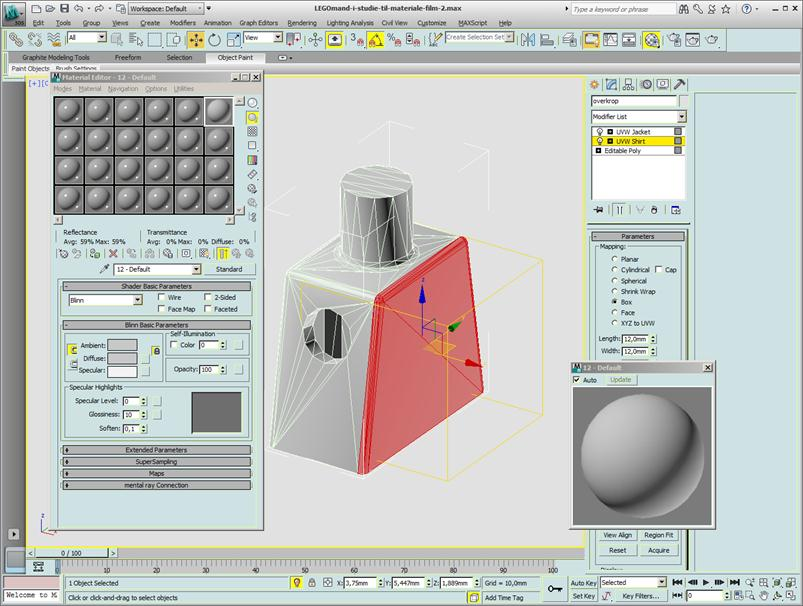 LEGOmand-i-studie-til-materiale-film-2.max
Workspace: Default
Type a keyword or phrase
Edit Tools Group Views Create Modifiers Animation Graph Editors Rendering Lighting Analysis Civil View Customize MAXScript Help
All
View
Create Selection Set
Graphite Modeling Tools Freeform Selection Object Paint
Paint Objects Brush Settings
Material Editor - 12 - Default
Modes Material Navigation Options Utilities
Reflectance Transmittance
Avg: 59% Max: 59% Avg: 0% Max: 0% Diffuse: 0%
12 - Default
Standard
Shader Basic Parameters
Blinn
Wire
2-Sided
Face Map
Faceted
Blinn Basic Parameters
Self-Illumination
Ambient:
Color 0
Diffuse:
Specular:
Opacity: 100
Specular Highlights
Specular Level: 0
Glossiness: 10
Soften: 0,1
Extended Parameters
SuperSampling
Maps
mental ray Connection
overkrop
Modifier List
UVW Jacket
UVW Shirt
Editable Poly
Parameters
Mapping:
Planar
Cylindrical Cap
Spherical
Shrink Wrap
Box
Face
XYZ to UVW
Length: 12,0mm
Width: 12,0mm
12 - Default
Auto Update
View Align Region Fit
Reset Acquire
z
x
z
0 / 100
0 10 20 30 40 50 60 70 80 90 100
1 Object Selected
X: 3,75mm Y: 5,447mm Z: 1,889mm Grid = 10,0mm
Auto Key Selected
Welcome to M
Click or click-and-drag to select objects
Add Time Tag
Set Key Key Filters...
0